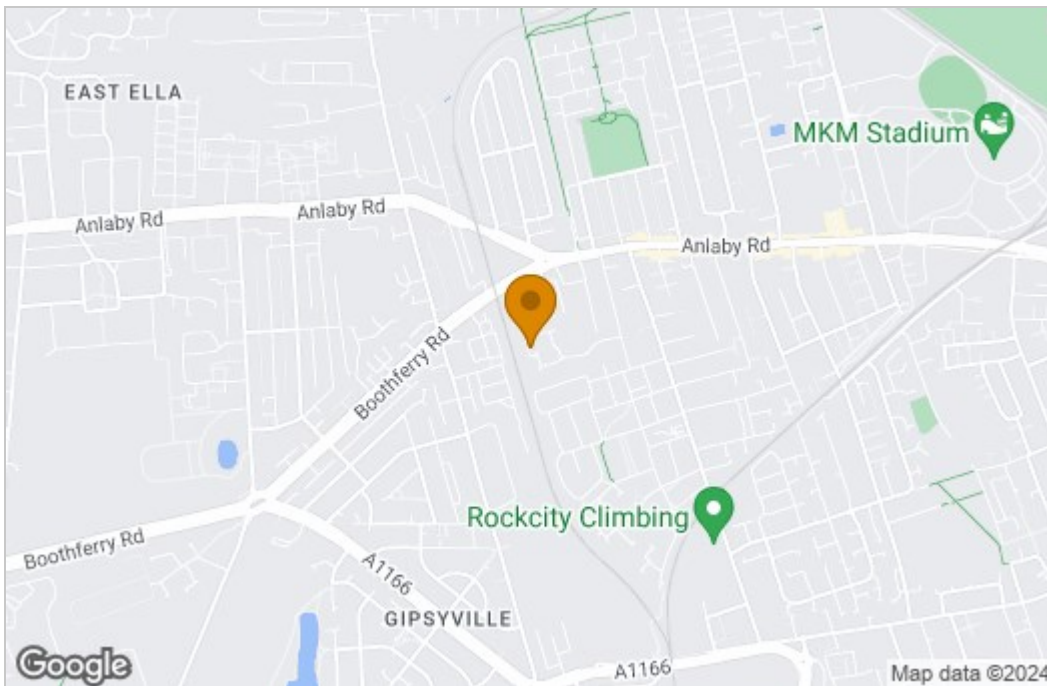 EAST ELLA
MKM Stadium
Anlaby Rd
Anlaby Rd
Anlaby Rd
Boothferry Rd
Rockcity Climbing
Boothferry Rd
A1166
GIPSYVILLE
A1166
Google
Map data ©2024